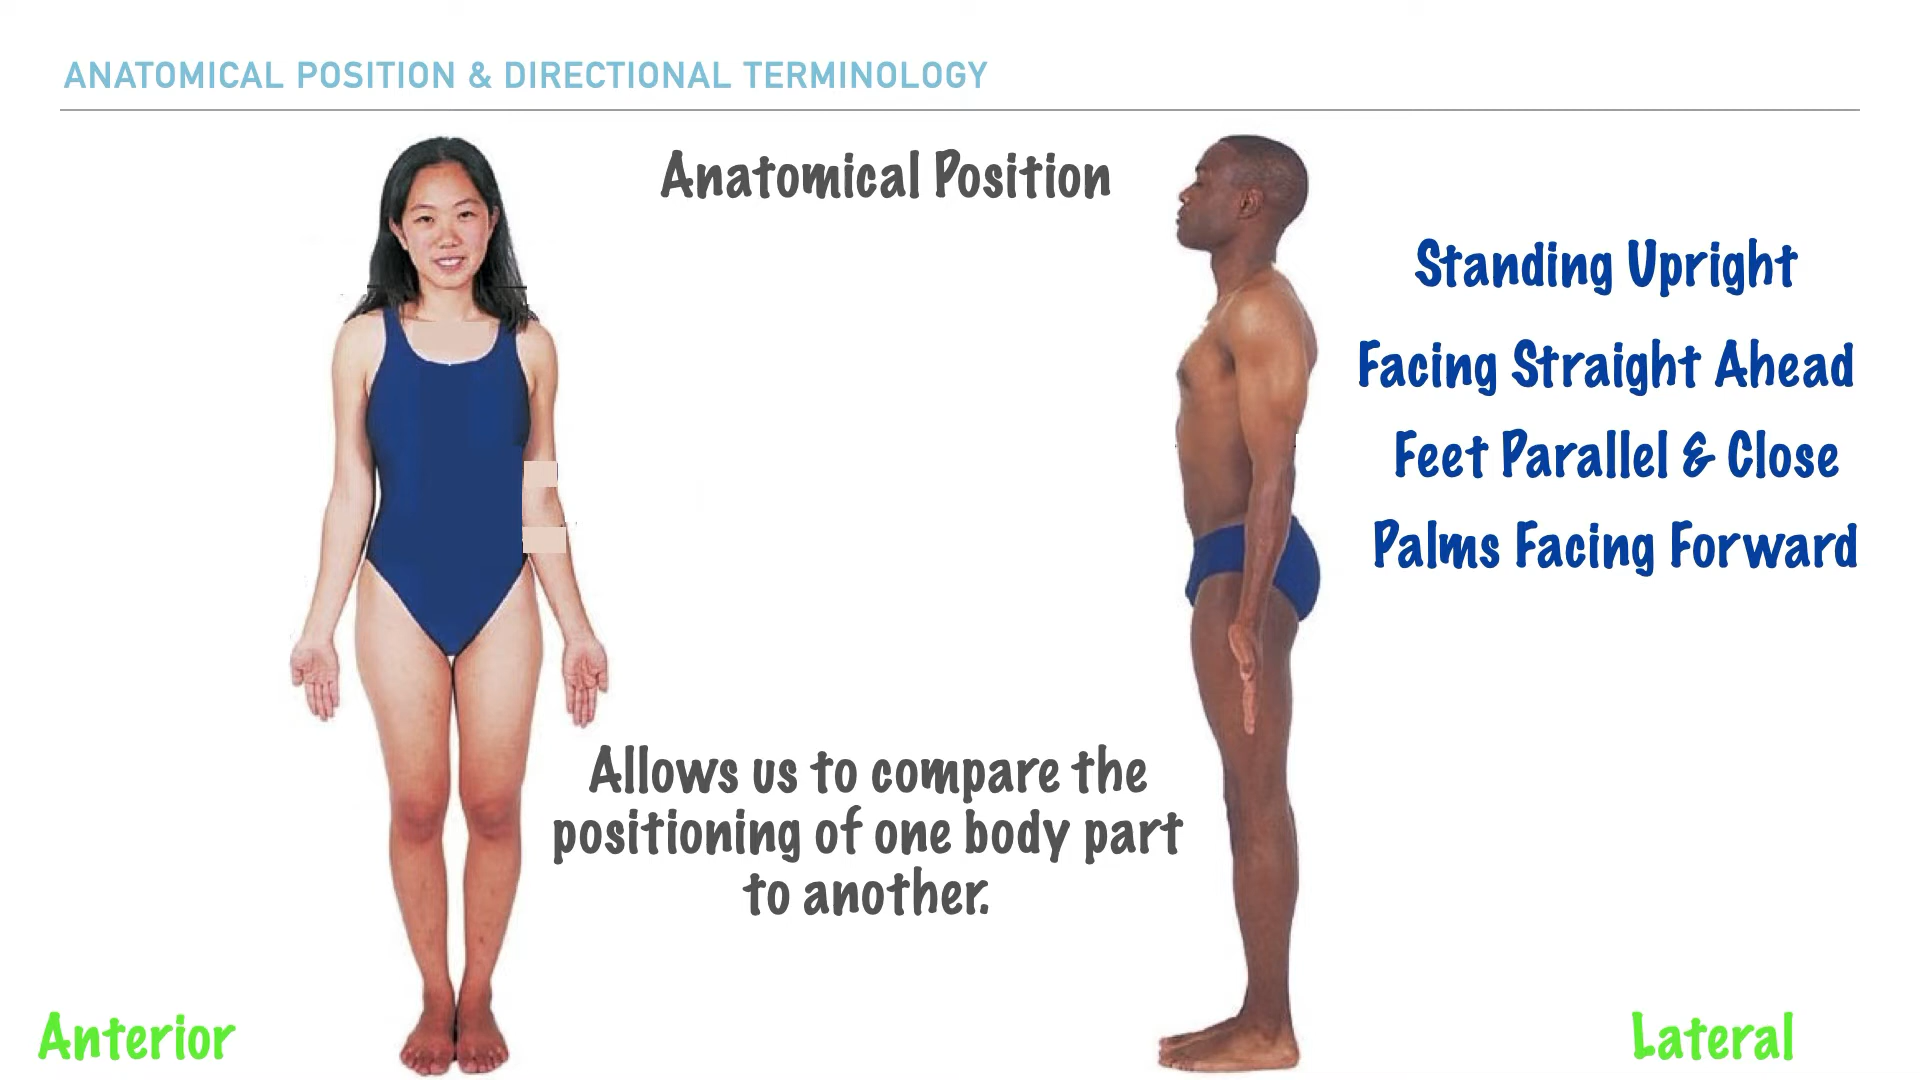 ANATOMICAL POSITION & DIRECTIONAL TERMINOLOGY
Anatomical Position
Standing Upright
Facing Straight Ahead
Feet Parallel & Close
Palms Facing Forward
Allows us to compare the
positioning of one body part
to another.
Anterior
Lateral